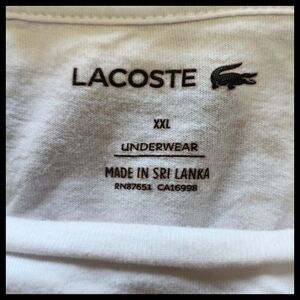 LACOSTE
XXL
UNDERWEAR
MADE IN SRI LANKA
RN87651 CA16998